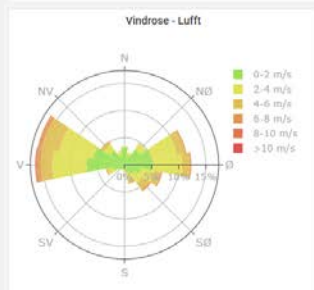 Vindrose - Lufft
N
NV
NØ
0-2 m/s
2-4 m/s
4-6 m/s
6-8 m/s
8-10 m/s
>10 m/s
V
0%
5%
10%
15%
Ø
SV
SØ
S